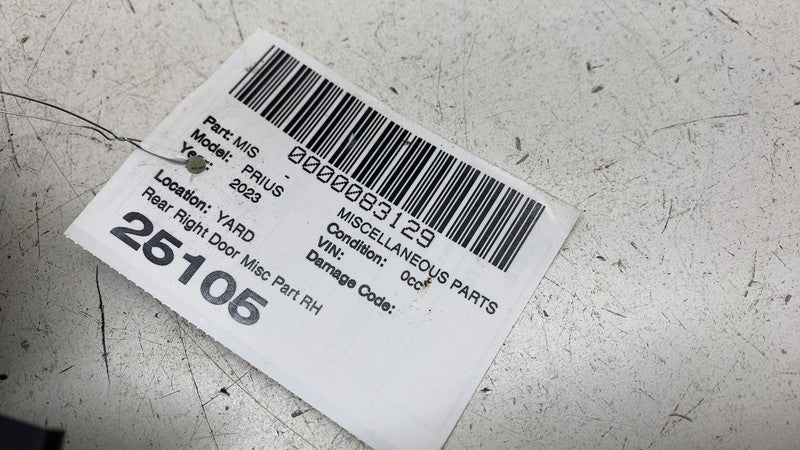 0000083129
Part: MIS - MISCELLANEOUS PARTS
Model: PRIUS Condition: 0cc
Year: 2023 VIN:
Damage Code:
Location: YARD
Rear Right Door Misc Part RH
25105